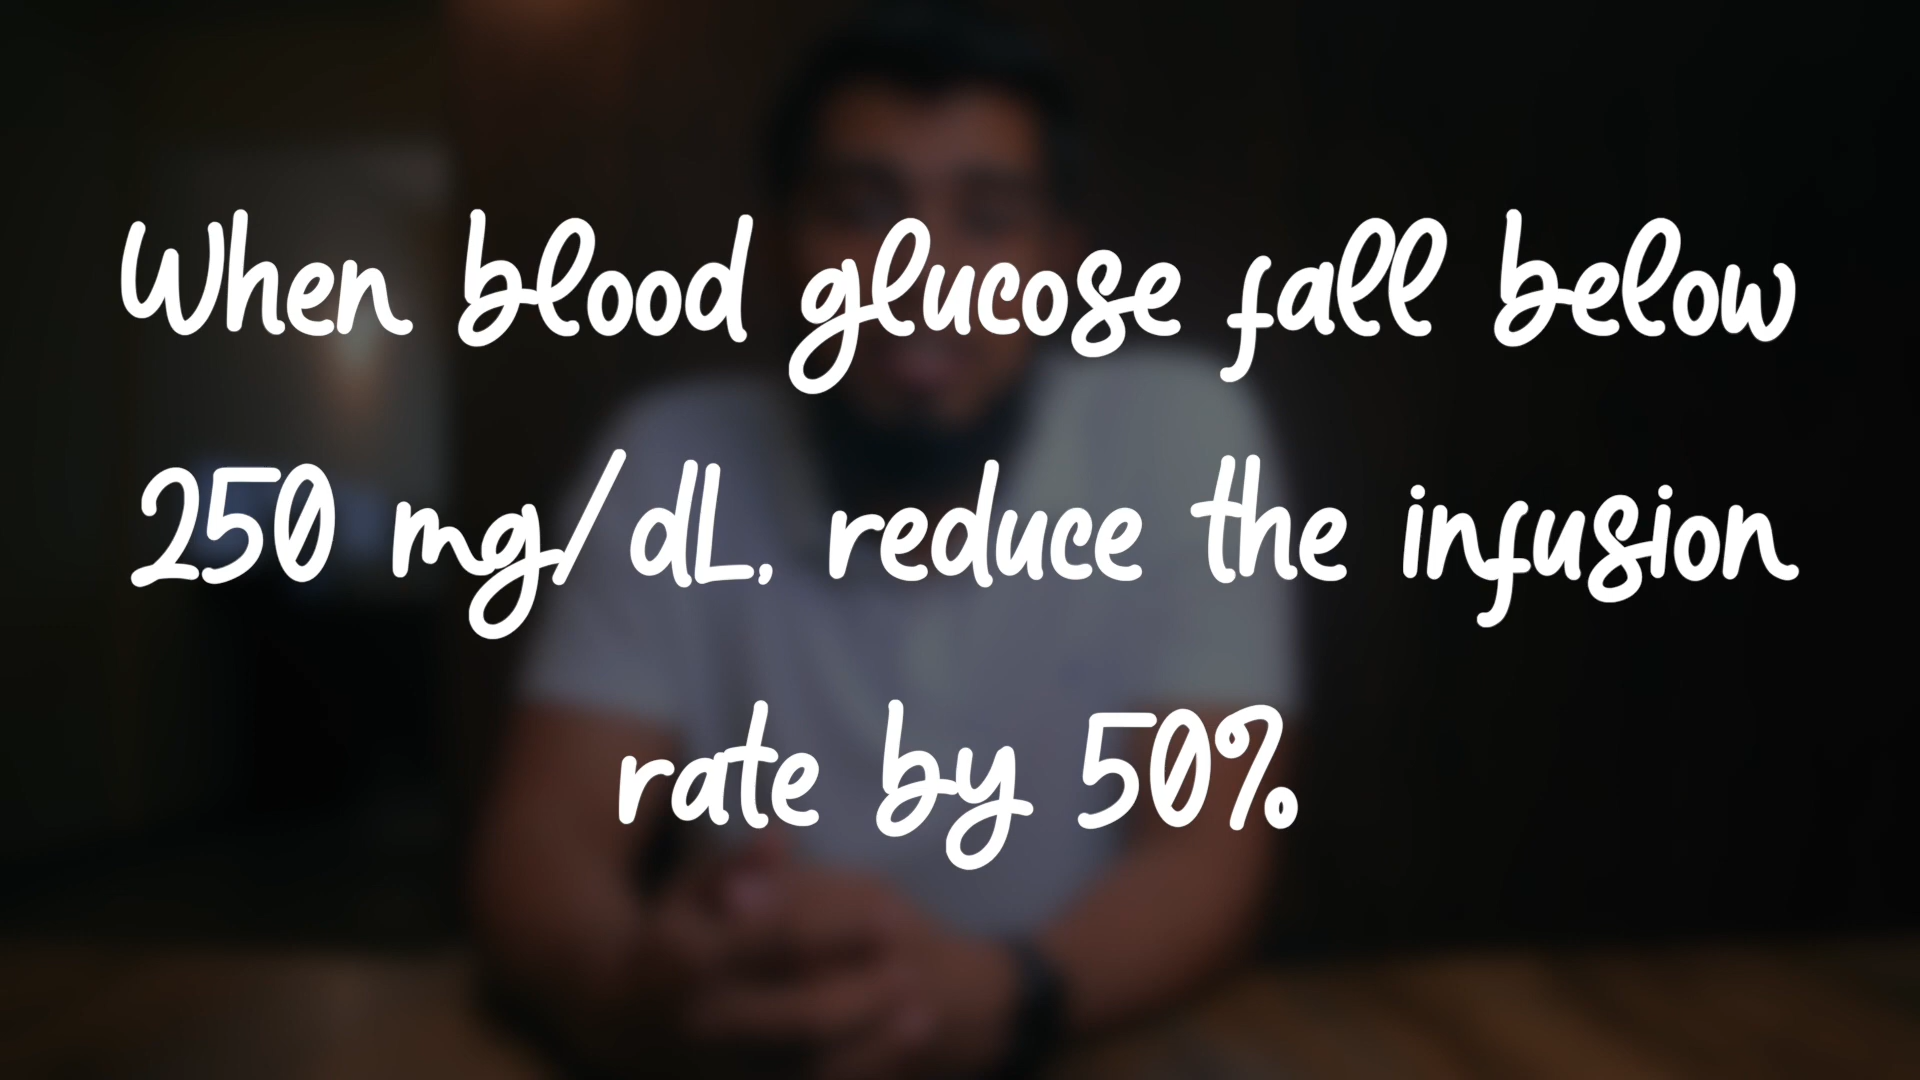 When blood glucose fall below
250 mg/dL, reduce the infusion
rate by 50%